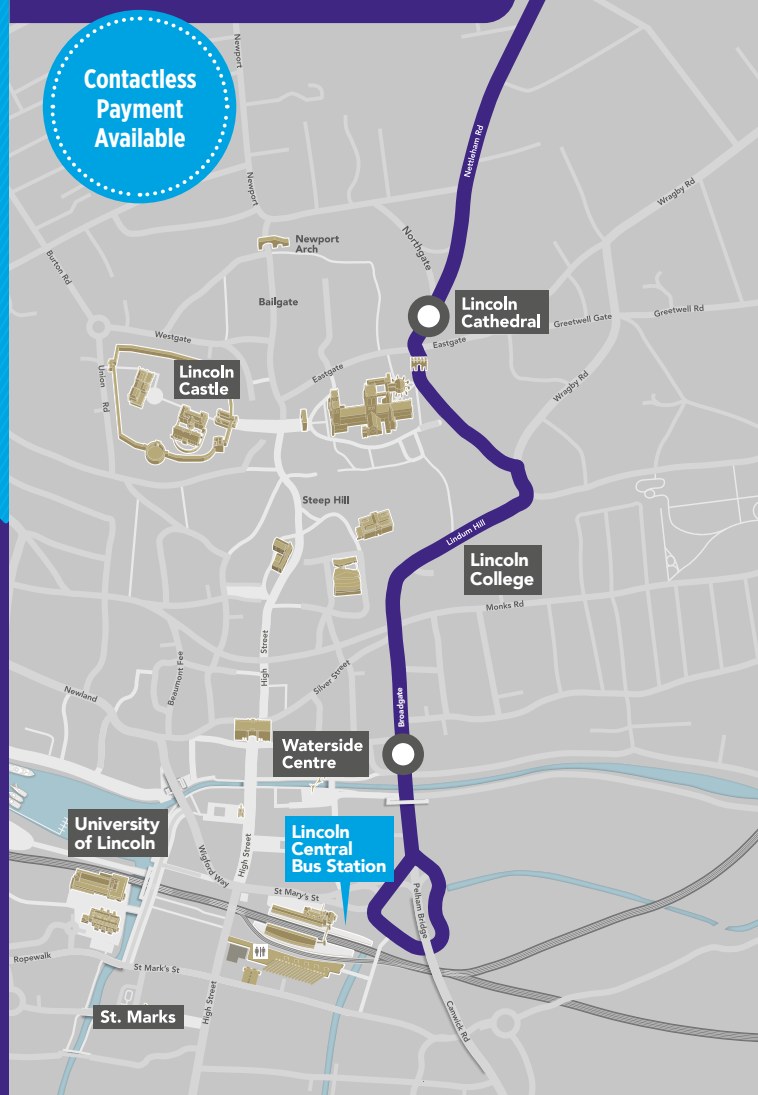 Contactless
Payment
Available
Newport
Nettleham Rd
Wragby Rd
Newport
Northgate
Newport
Arch
Burton Rd
Bailgate
Lincoln
Cathedral
Greetwell Gate
Greetwell Rd
Westgate
Eastgate
Union Rd
Lincoln
Castle
Eastgate
Wragby Rd
Steep Hill
Lindum Hill
Lincoln
College
Monks Rd
High Street
Silver Street
Beaumont Fee
Newland
Broadgate
Waterside
Centre
University
of Lincoln
Lincoln
Central
Bus Station
Wigford Way
High Street
St Mary's St
Pelham Bridge
Ropewalk
St Mark's St
High Street
St. Marks
Canwick Rd